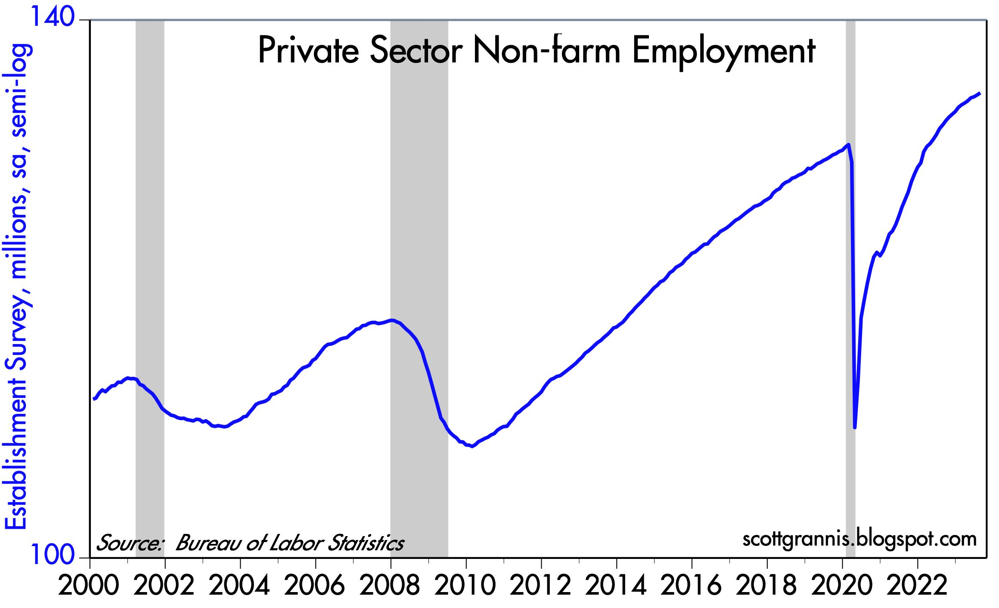 140
Private Sector Non-farm Employment
Establishment Survey, millions, sa, semi-log
Source: Bureau of Labor Statistics
scottgrannis.blogspot.com
100
2000 2002 2004 2006 2008 2010 2012 2014 2016 2018 2020 2022